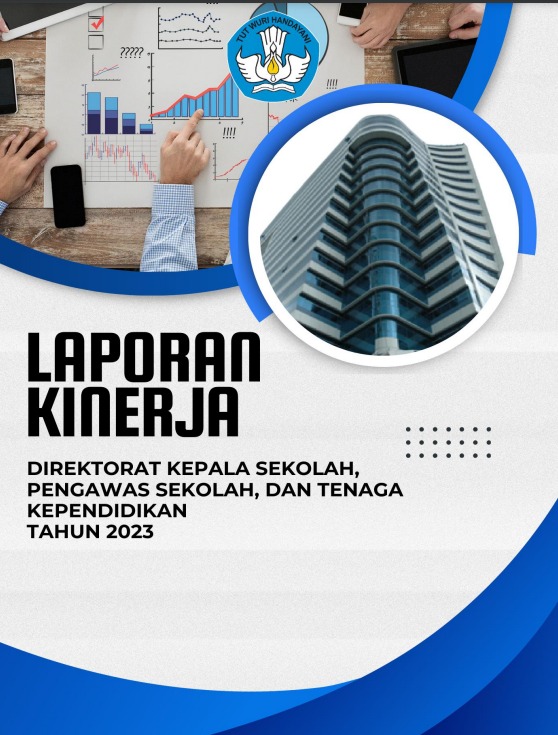 ?????
!!!!
TUT WURI HANDAYANI
!!!!
LAPORAN
KINERJA
DIREKTORAT KEPALA SEKOLAH,
PENGAWAS SEKOLAH, DAN TENAGA
KEPENDIDIKAN
TAHUN 2023